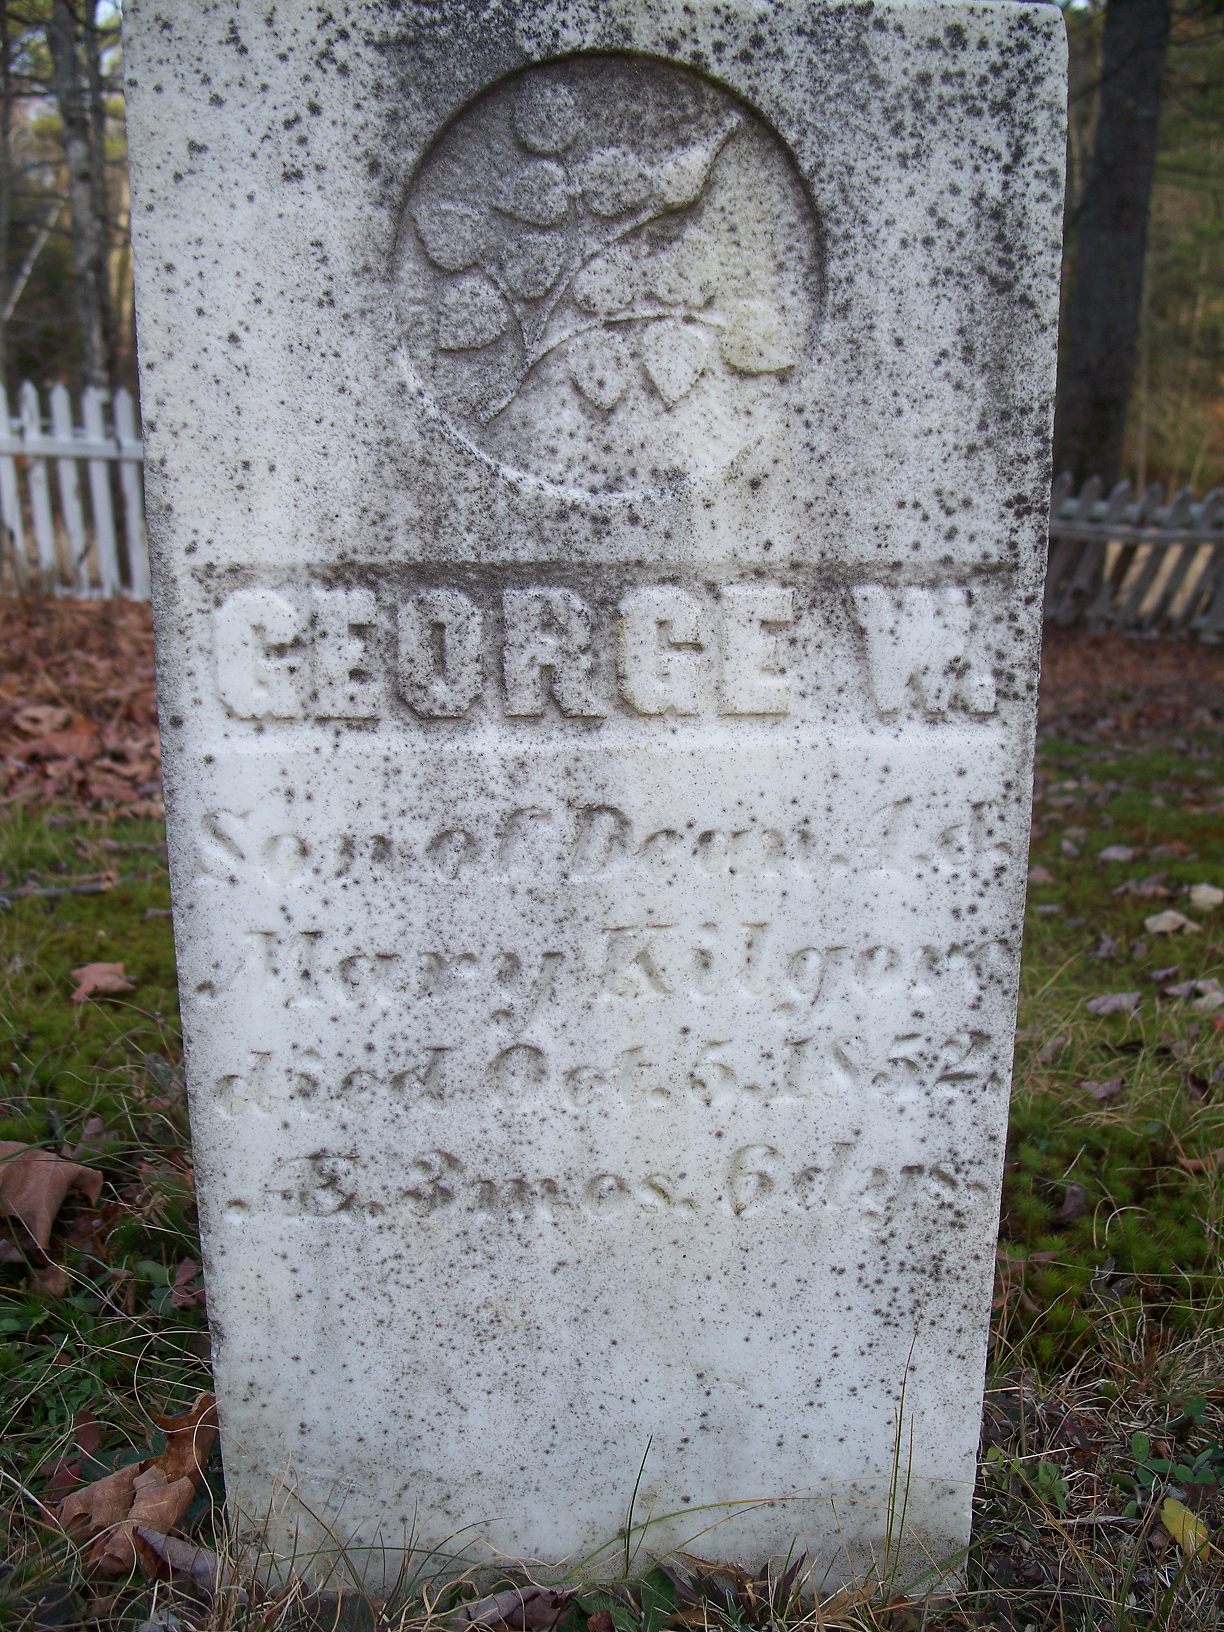 GEORGE W.
Son of Dean. A. &
Mary Kilgore
died Oct. 5. 1852.
Æ. 3 mos. 6 dys.